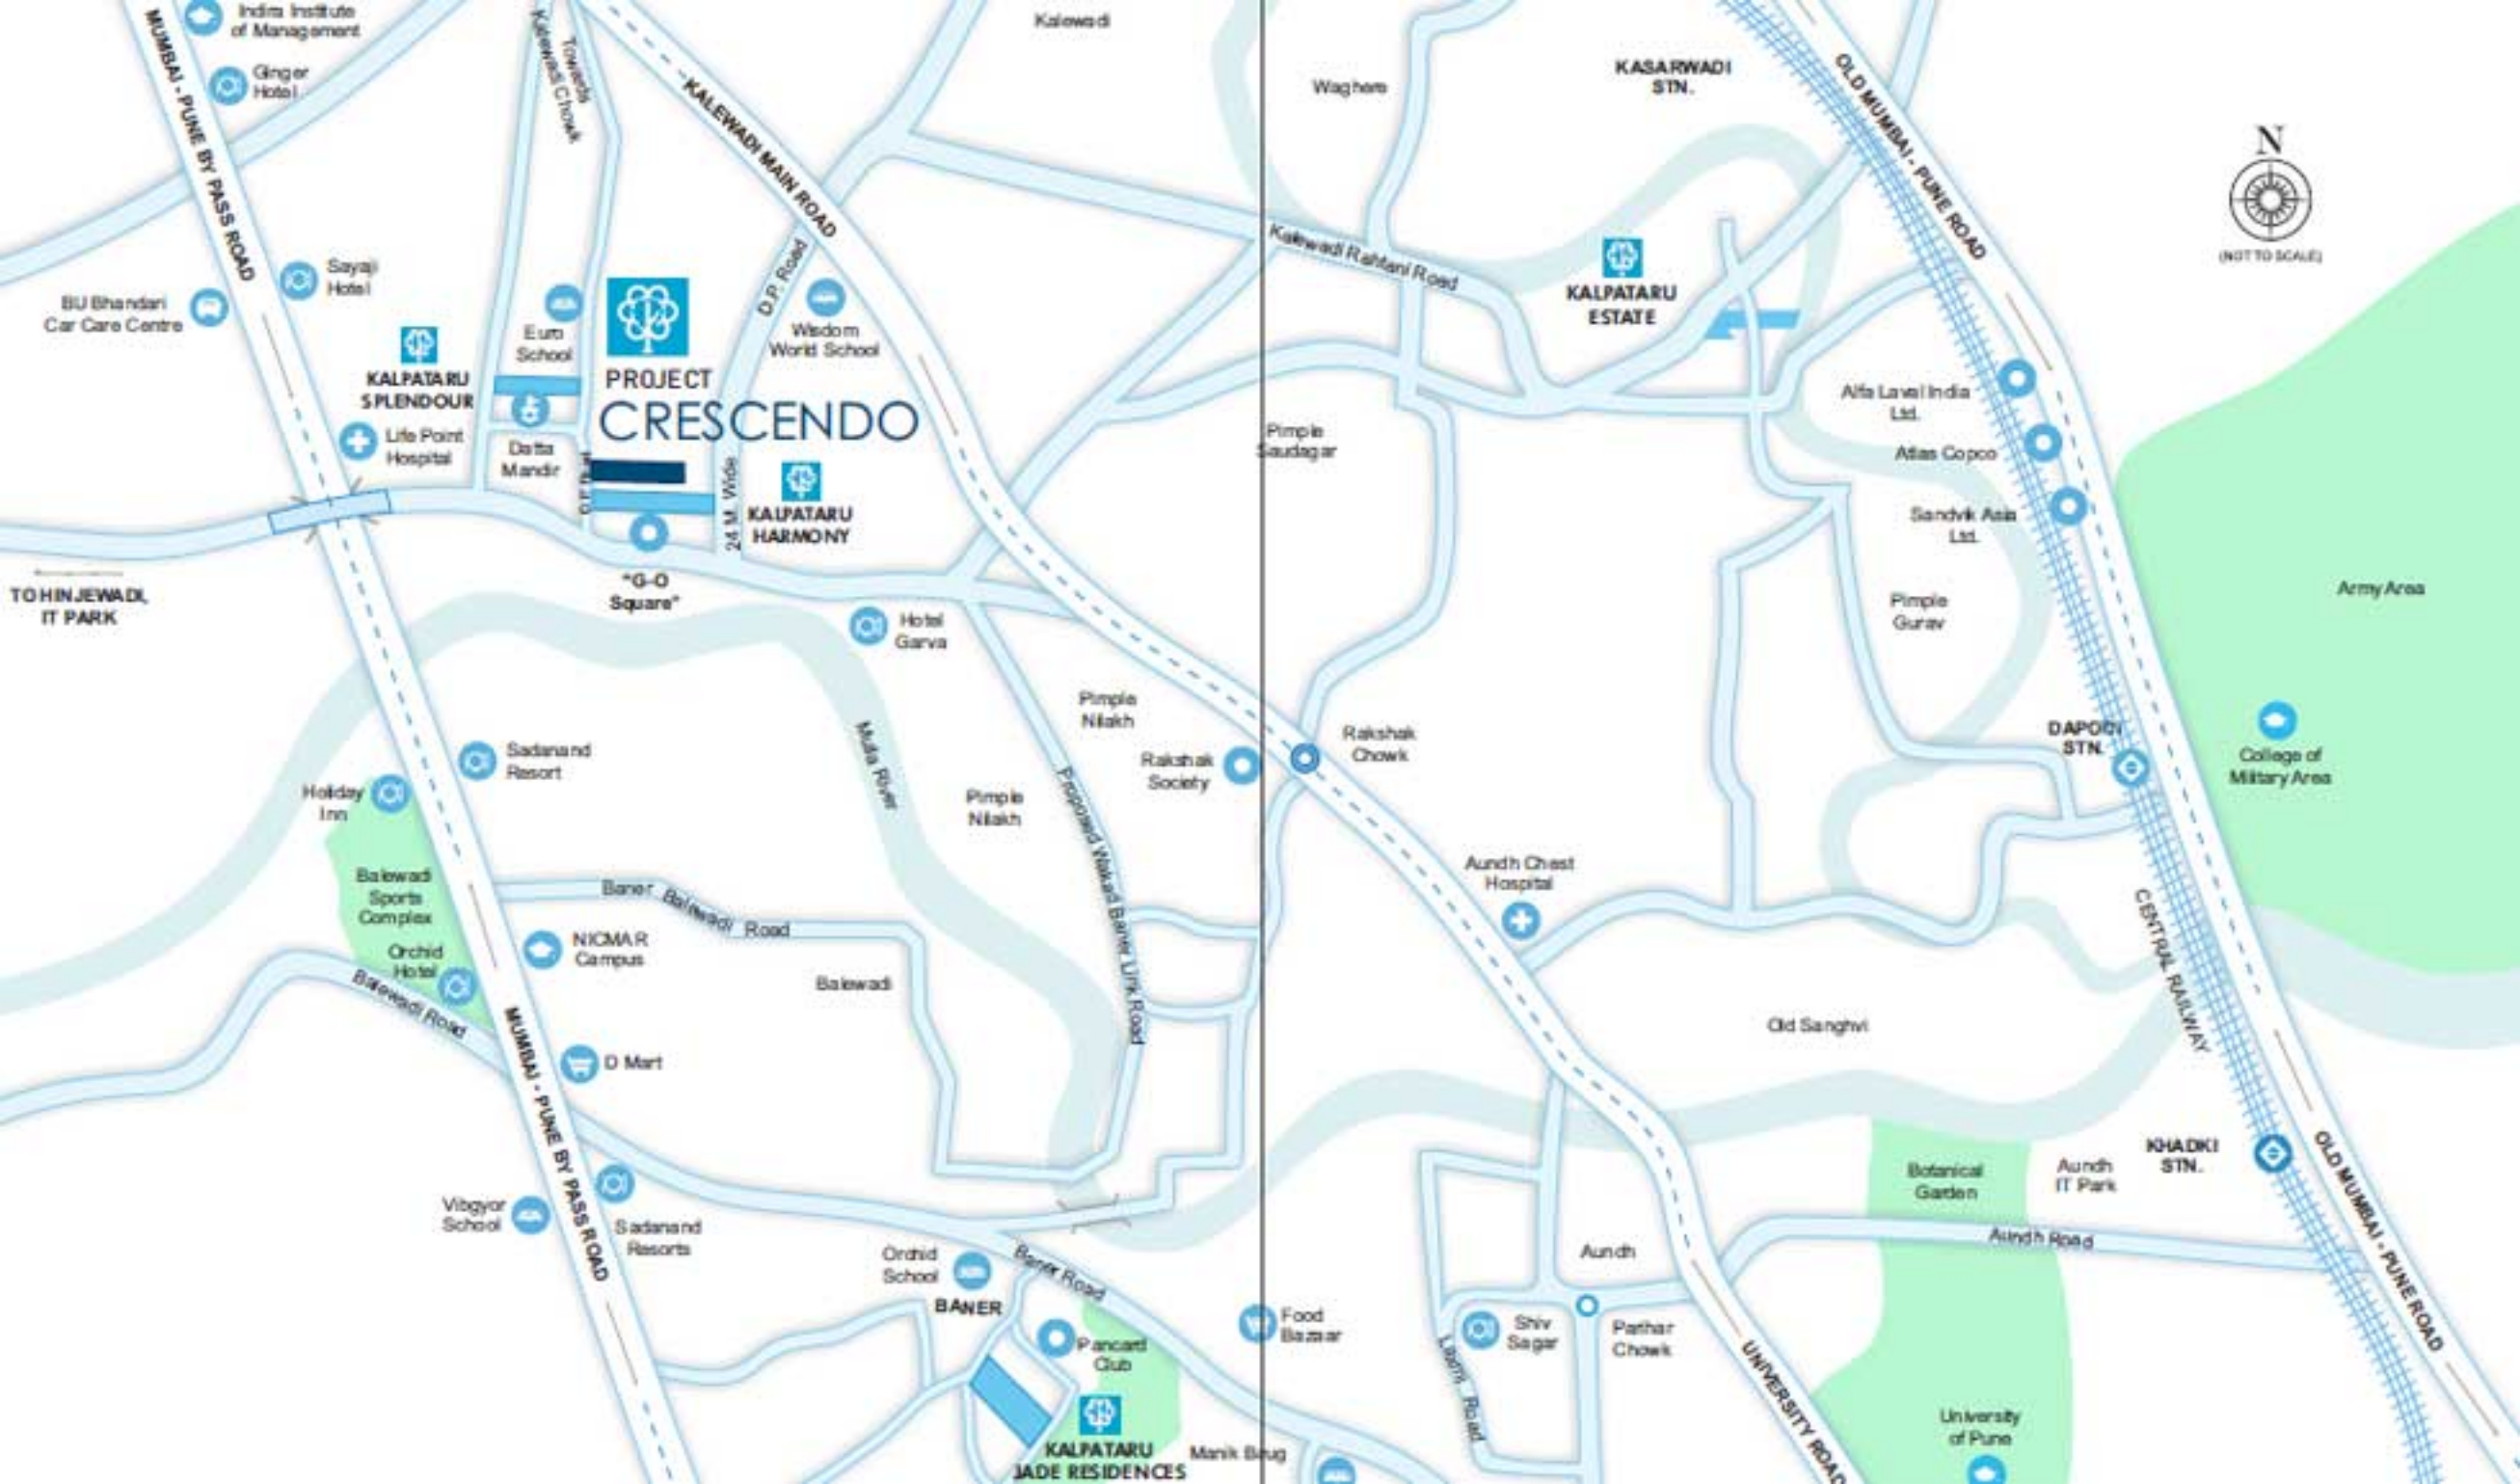 Indira Institute
of Management
Ginger
Hotel
MUMBAI - PUNE BY PASS ROAD
Towards
Kalewadi Chowk
KALEWADI MAIN ROAD
Kalewadi
Waghere
KASARWADI
STN.
OLD MUMBAI - PUNE ROAD
N
(NOT TO SCALE)
Sayaji
Hotel
BU Bhandari
Car Care Centre
KALPATARU
SPLENDOUR
Euro
School
PROJECT
CRESCENDO
D.P. Road
Wisdom
World School
Kalewadi Rahtani Road
KALPATARU
ESTATE
Life Point
Hospital
Datta
Mandir
D.P. Road
24 M. Wide
KALPATARU
HARMONY
Pimple
Saudagar
Alfa Laval India
Ltd.
Atlas Copco
Sandvik Asia
Ltd.
Army Area
TO HINJEWADI,
IT PARK
"G-O
Square"
Hotel
Garva
Pimple
Gurav
Mula River
Pimple
Nilakh
Rakshak
Society
Rakshak
Chowk
DAPODI
STN.
College of
Military Area
Sadanand
Resort
Holiday
Inn
Pimple
Nilakh
Proposed Wakad Baner Link Road
Balewadi
Sports
Complex
Baner Balewadi Road
Aundh Chest
Hospital
CENTRAL RAILWAY
Orchid
Hotel
NICMAR
Campus
Balewadi
Balewadi Road
MUMBAI - PUNE BY PASS ROAD
D Mart
Old Sanghvi
Vibgyor
School
Sadanand
Resorts
Botanical
Garden
Aundh
IT Park
KHADKI
STN.
OLD MUMBAI - PUNE ROAD
Aundh Road
Orchid
School
BANER
Baner Road
Aundh
Pancard
Club
Food
Bazaar
Shiv
Sagar
Parihar
Chowk
Laxmi Road
UNIVERSITY ROAD
University
of Pune
KALPATARU
JADE RESIDENCES
Manik Baug